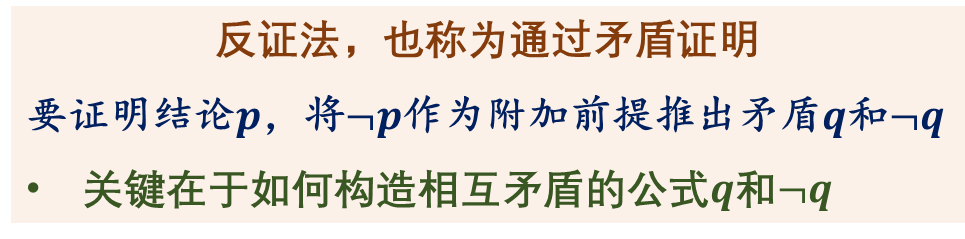 反证法，也称为通过矛盾证明
要证明结论p，将¬p作为附加前提推出矛盾q和¬q
• 关键在于如何构造相互矛盾的公式q和¬q